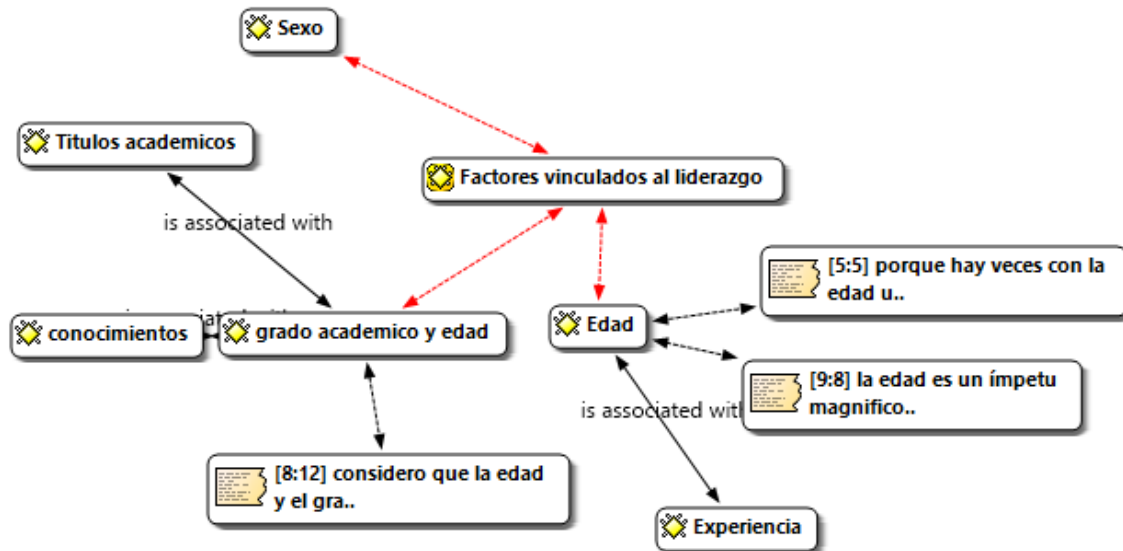 Sexo
Titulos academicos
Factores vinculados al liderazgo
is associated with
[5:5] porque hay veces con la
edad u..
conocimientos
grado academico y edad
Edad
[9:8] la edad es un ímpetu
magnifico..
is associated with
[8:12] considero que la edad
y el gra..
Experiencia